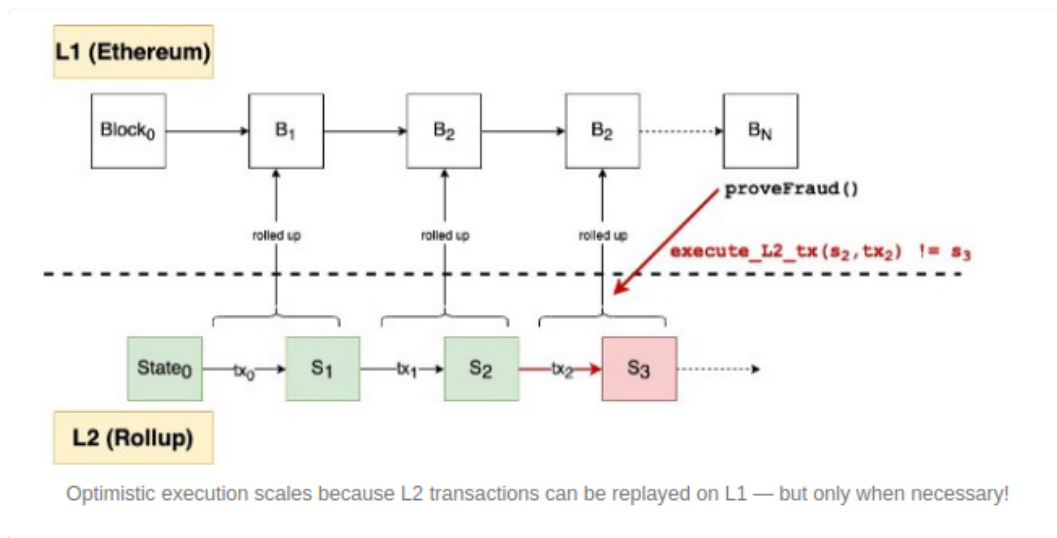 L1 (Ethereum)
Block0 B1 B2 B2 BN
proveFraud()
rolled up rolled up rolled up
execute_L2_tx(s2,tx2) != s3
State0 tx0 S1 tx1 S2 tx2 S3
L2 (Rollup)
Optimistic execution scales because L2 transactions can be replayed on L1 — but only when necessary!